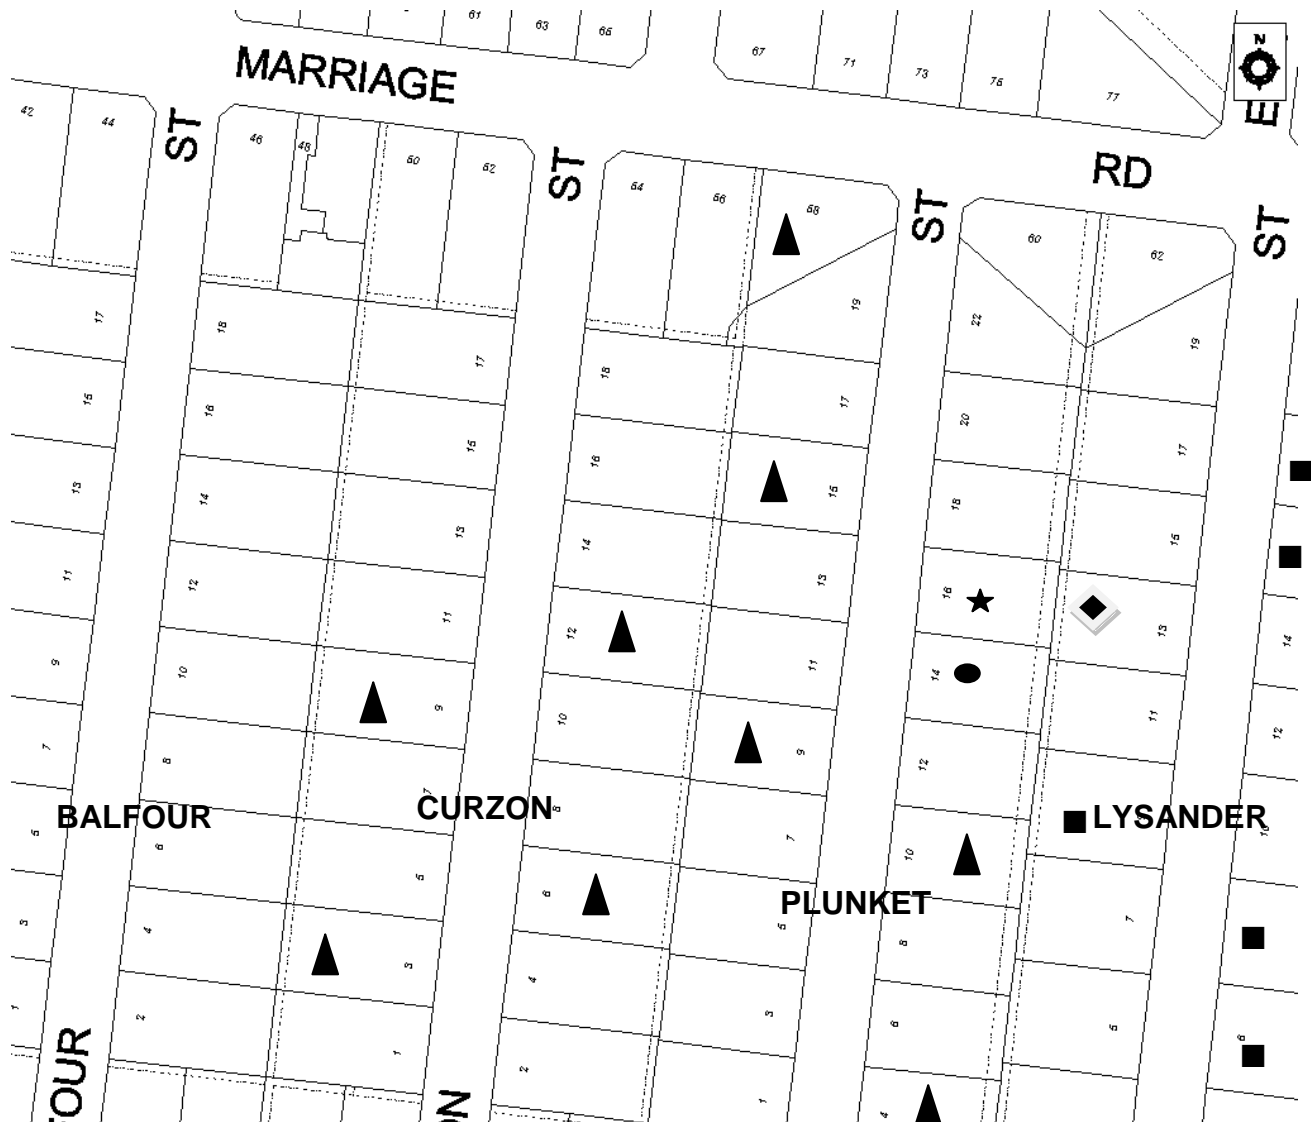 61 63 65
67 71 73 75 77
N
MARRIAGE
E
42 44 ST 46 48 50 52 ST 54 56 58 ST RD 60 62 ST
17 18 17 18 19 22 19
15 16 15 16 17 20 17
13 14 13 14 15 18 15
11 12 11 12 13 16 13 14
9 10 9 10 11 14 11 12
7 8 7 8 9 12 10
BALFOUR CURZON LYSANDER
5 6 5 6 7 10 7
PLUNKET
3 4 3 4 5 8 5 6
1 2 1 2 3 6
1 4
FOUR ON